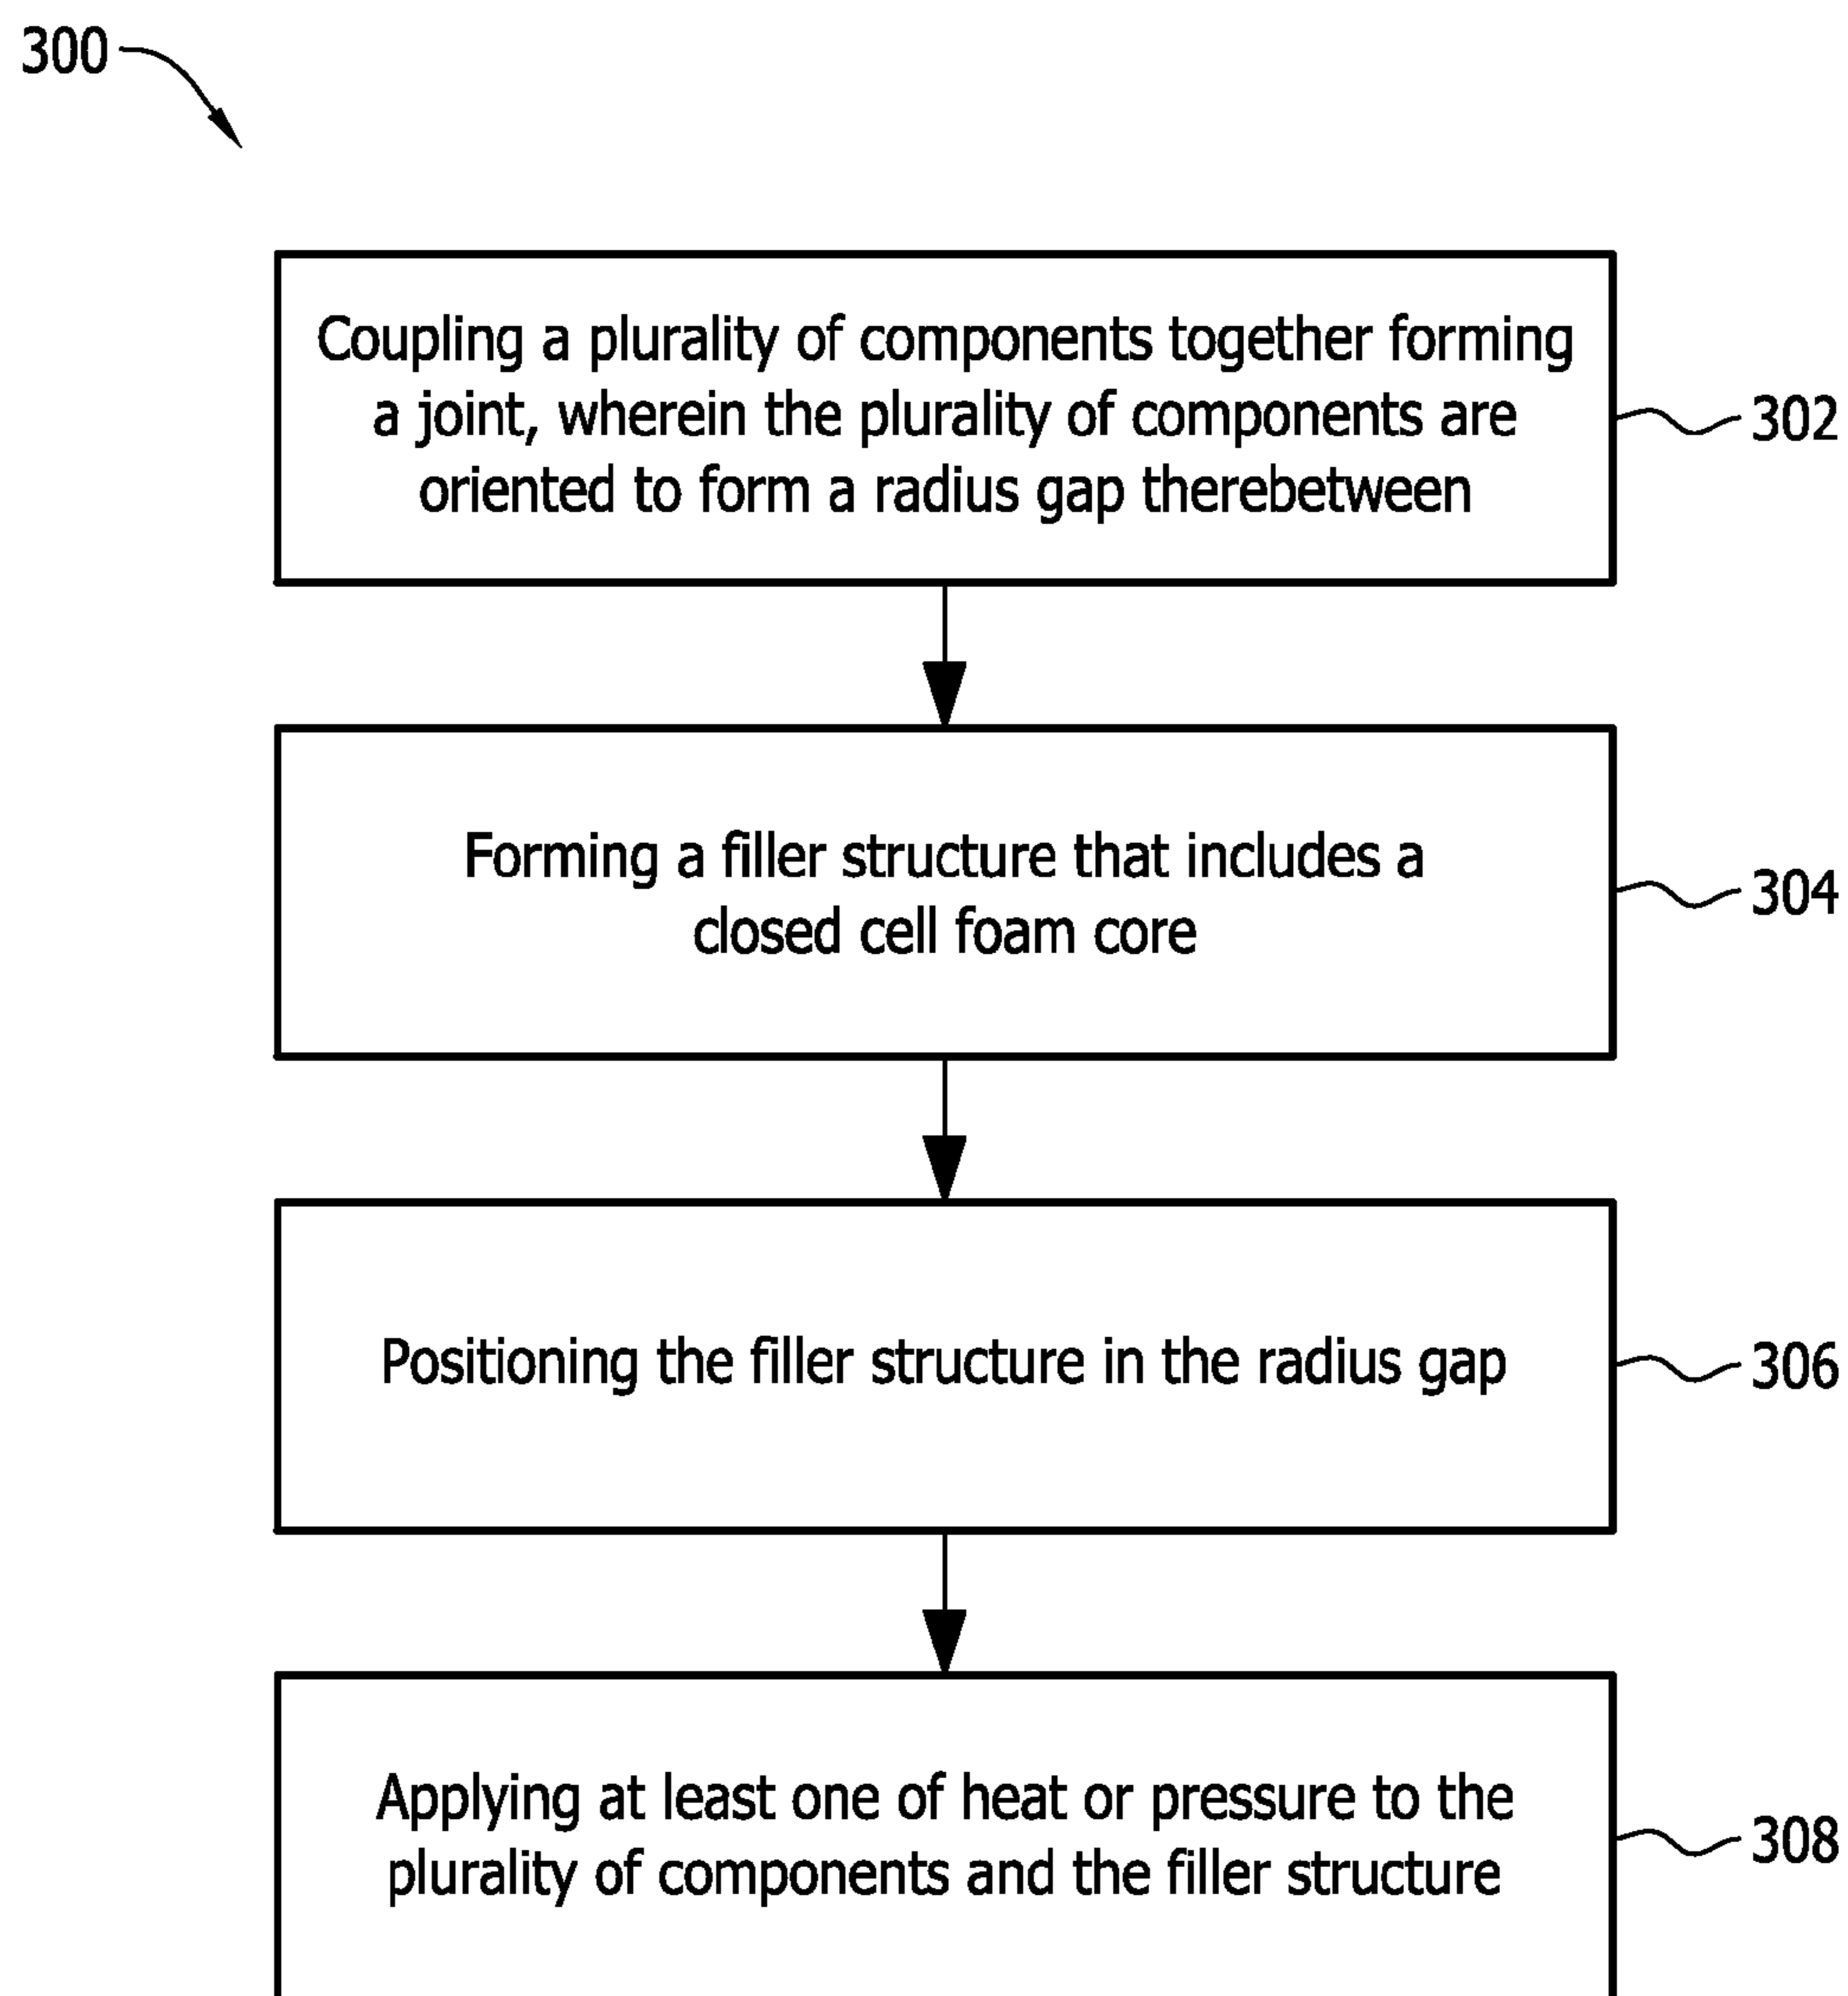 300
Coupling a plurality of components together forming
a joint, wherein the plurality of components are
oriented to form a radius gap therebetween
302
Forming a filler structure that includes a
closed cell foam core
304
Positioning the filler structure in the radius gap
306
Applying at least one of heat or pressure to the
plurality of components and the filler structure
308